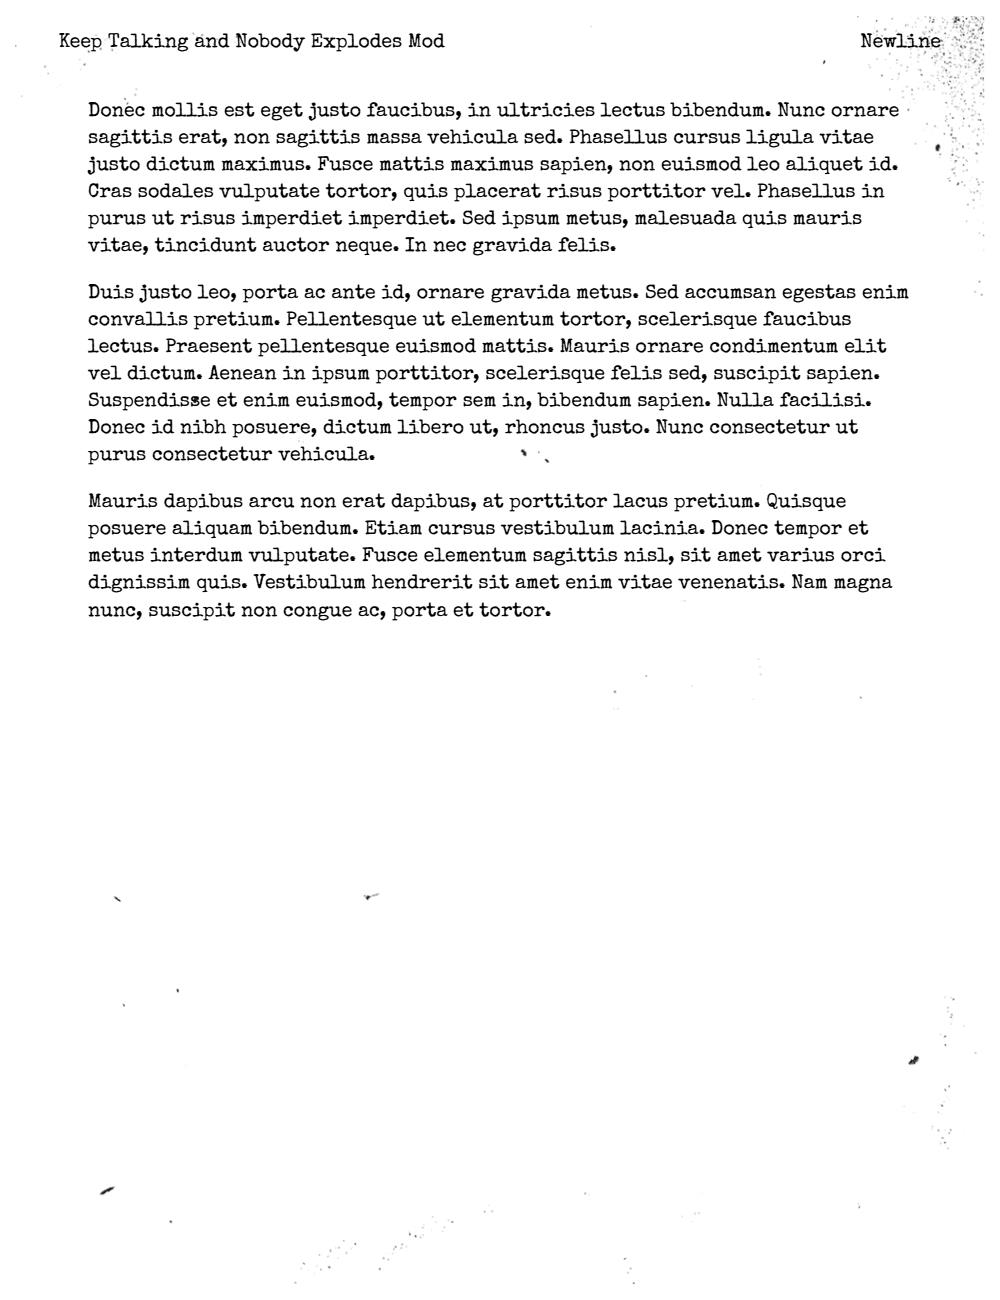 Keep Talking and Nobody Explodes Mod
Newline
Donec mollis est eget justo faucibus, in ultricies lectus bibendum. Nunc ornare
sagittis erat, non sagittis massa vehicula sed. Phasellus cursus ligula vitae
justo dictum maximus. Fusce mattis maximus sapien, non euismod leo aliquet id.
Cras sodales vulputate tortor, quis placerat risus porttitor vel. Phasellus in
purus ut risus imperdiet imperdiet. Sed ipsum metus, malesuada quis mauris
vitae, tincidunt auctor neque. In nec gravida felis.
Duis justo leo, porta ac ante id, ornare gravida metus. Sed accumsan egestas enim
convallis pretium. Pellentesque ut elementum tortor, scelerisque faucibus
lectus. Praesent pellentesque euismod mattis. Mauris ornare condimentum elit
vel dictum. Aenean in ipsum porttitor, scelerisque felis sed, suscipit sapien.
Suspendisse et enim euismod, tempor sem in, bibendum sapien. Nulla facilisi.
Donec id nibh posuere, dictum libero ut, rhoncus justo. Nunc consectetur ut
purus consectetur vehicula.
Mauris dapibus arcu non erat dapibus, at porttitor lacus pretium. Quisque
posuere aliquam bibendum. Etiam cursus vestibulum lacinia. Donec tempor et
metus interdum vulputate. Fusce elementum sagittis nisl, sit amet varius orci
dignissim quis. Vestibulum hendrerit sit amet enim vitae venenatis. Nam magna
nunc, suscipit non congue ac, porta et tortor.